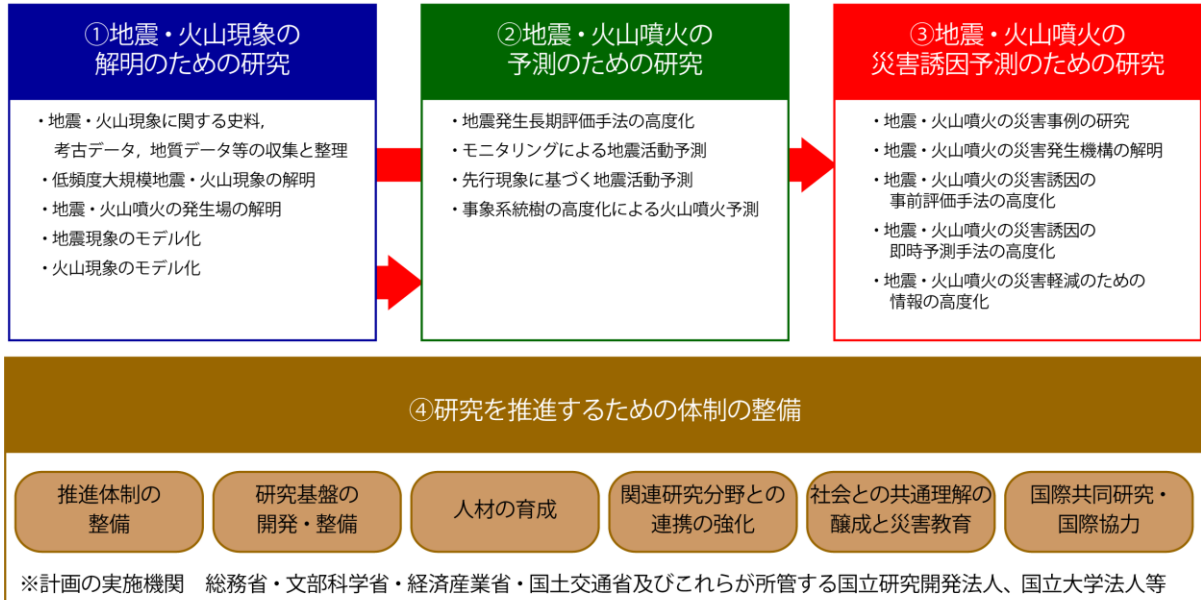 ①地震・火山現象の
解明のための研究
・地震・火山現象に関する史料,
考古データ, 地質データ等の収集と整理
・低頻度大規模地震・火山現象の解明
・地震・火山噴火の発生場の解明
・地震現象のモデル化
・火山現象のモデル化
②地震・火山噴火の
予測のための研究
・地震発生長期評価手法の高度化
・モニタリングによる地震活動予測
・先行現象に基づく地震活動予測
・事象系統樹の高度化による火山噴火予測
③地震・火山噴火の
災害誘因予測のための研究
・地震・火山噴火の災害事例の研究
・地震・火山噴火の災害発生機構の解明
・地震・火山噴火の災害誘因の
事前評価手法の高度化
・地震・火山噴火の災害誘因の
即時予測手法の高度化
・地震・火山噴火の災害軽減のための
情報の高度化
④研究を推進するための体制の整備
推進体制の
整備
研究基盤の
開発・整備
人材の育成
関連研究分野との
連携の強化
社会との共通理解の
醸成と災害教育
国際共同研究・
国際協力
※計画の実施機関 総務省・文部科学省・経済産業省・国土交通省及びこれらが所管する国立研究開発法人、国立大学法人等